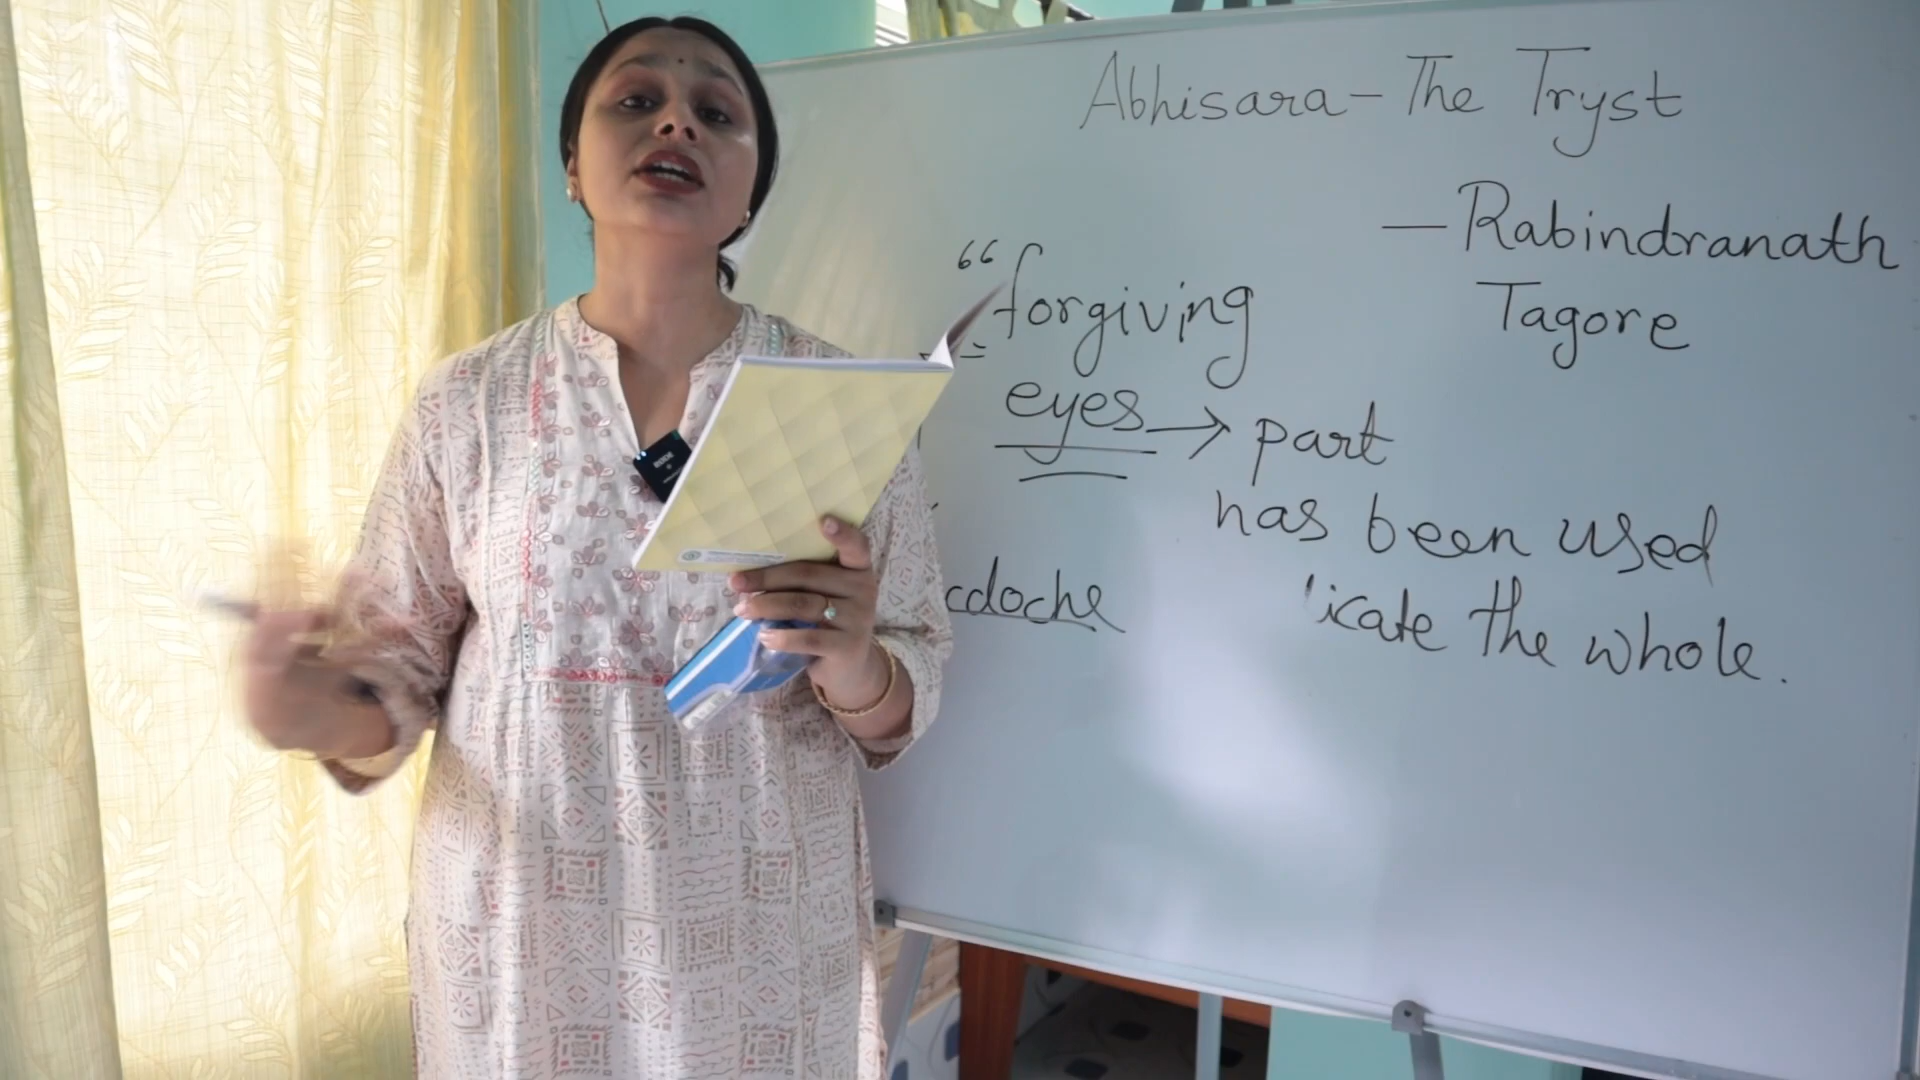 Abhisara - The Tryst
— Rabindranath
Tagore
“ forgiving
eyes → part
has been used
icate the whole.
cdoche